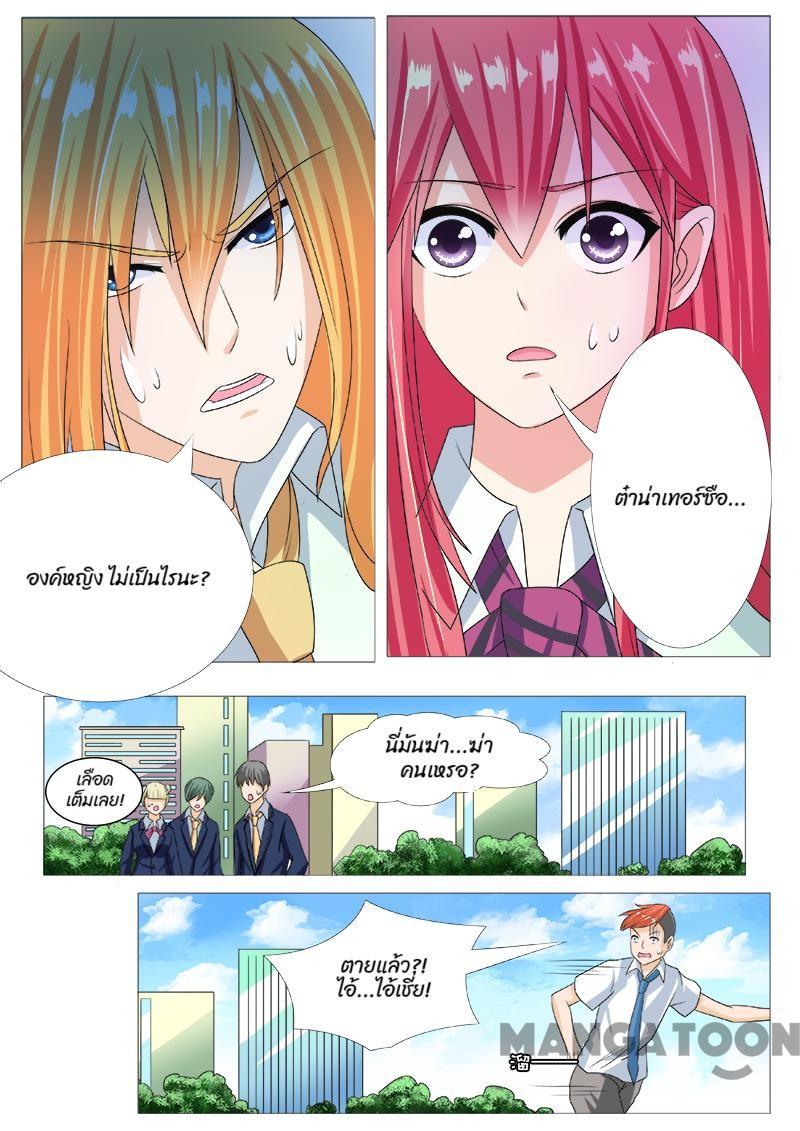 องค์หญิง ไม่เป็นไรนะ?
ต๋าน่าเทอร์ซือ...
เลือด
เต็มเลย!
นี่มันฆ่า...ฆ่า
คนเหรอ?
ตายแล้ว?!
ไอ้...ไอ้เชี่ย!
溜
MANGATOON